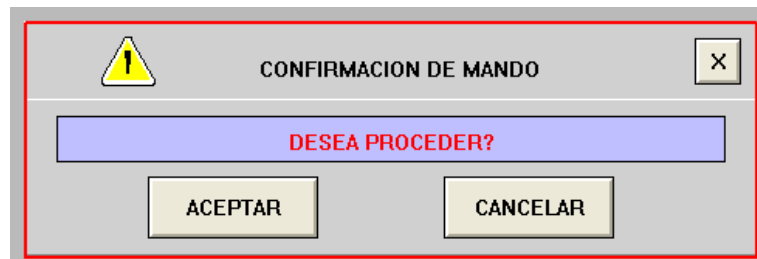 CONFIRMACION DE MANDO
X
DESEA PROCEDER?
ACEPTAR
CANCELAR